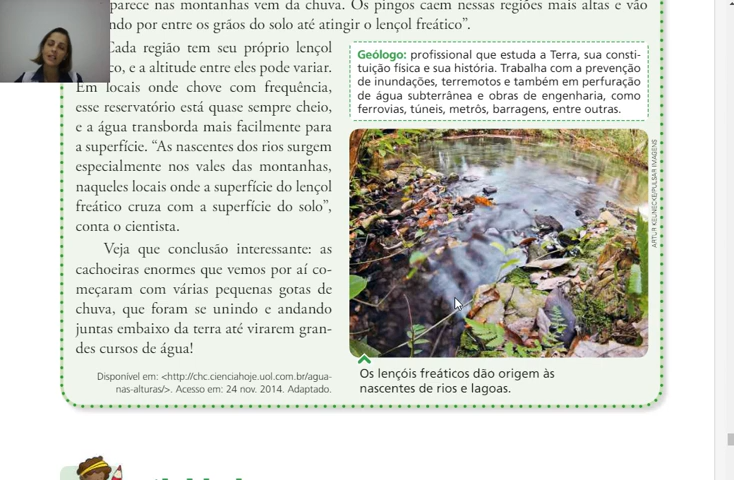 parece nas montanhas vem da chuva. Os pingos caem nessas regiões mais altas e vão
ndo por entre os grãos do solo até atingir o lençol freático”.
Cada região tem seu próprio lençol
co, e a altitude entre eles pode variar.
Em locais onde chove com frequência,
esse reservatório está quase sempre cheio,
e a água transborda mais facilmente para
a superfície. “As nascentes dos rios surgem
especialmente nos vales das montanhas,
naqueles locais onde a superfície do lençol
freático cruza com a superfície do solo”,
conta o cientista.
Veja que conclusão interessante: as
cachoeiras enormes que vemos por aí co-
meçaram com várias pequenas gotas de
chuva, que foram se unindo e andando
juntas embaixo da terra até virarem gran-
des cursos de água!
Disponível em: <http://chc.cienciahoje.uol.com.br/agua-
nas-alturas/>. Acesso em: 24 nov. 2014. Adaptado.
Geólogo: profissional que estuda a Terra, sua consti-
tuição física e sua história. Trabalha com a prevenção
de inundações, terremotos e também em perfuração
de água subterrânea e obras de engenharia, como
ferrovias, túneis, metrôs, barragens, entre outras.
Os lençóis freáticos dão origem às
nascentes de rios e lagoas.